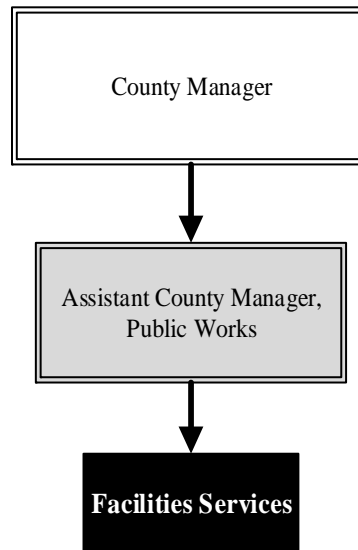 County Manager
Assistant County Manager,
Public Works
Facilities Services